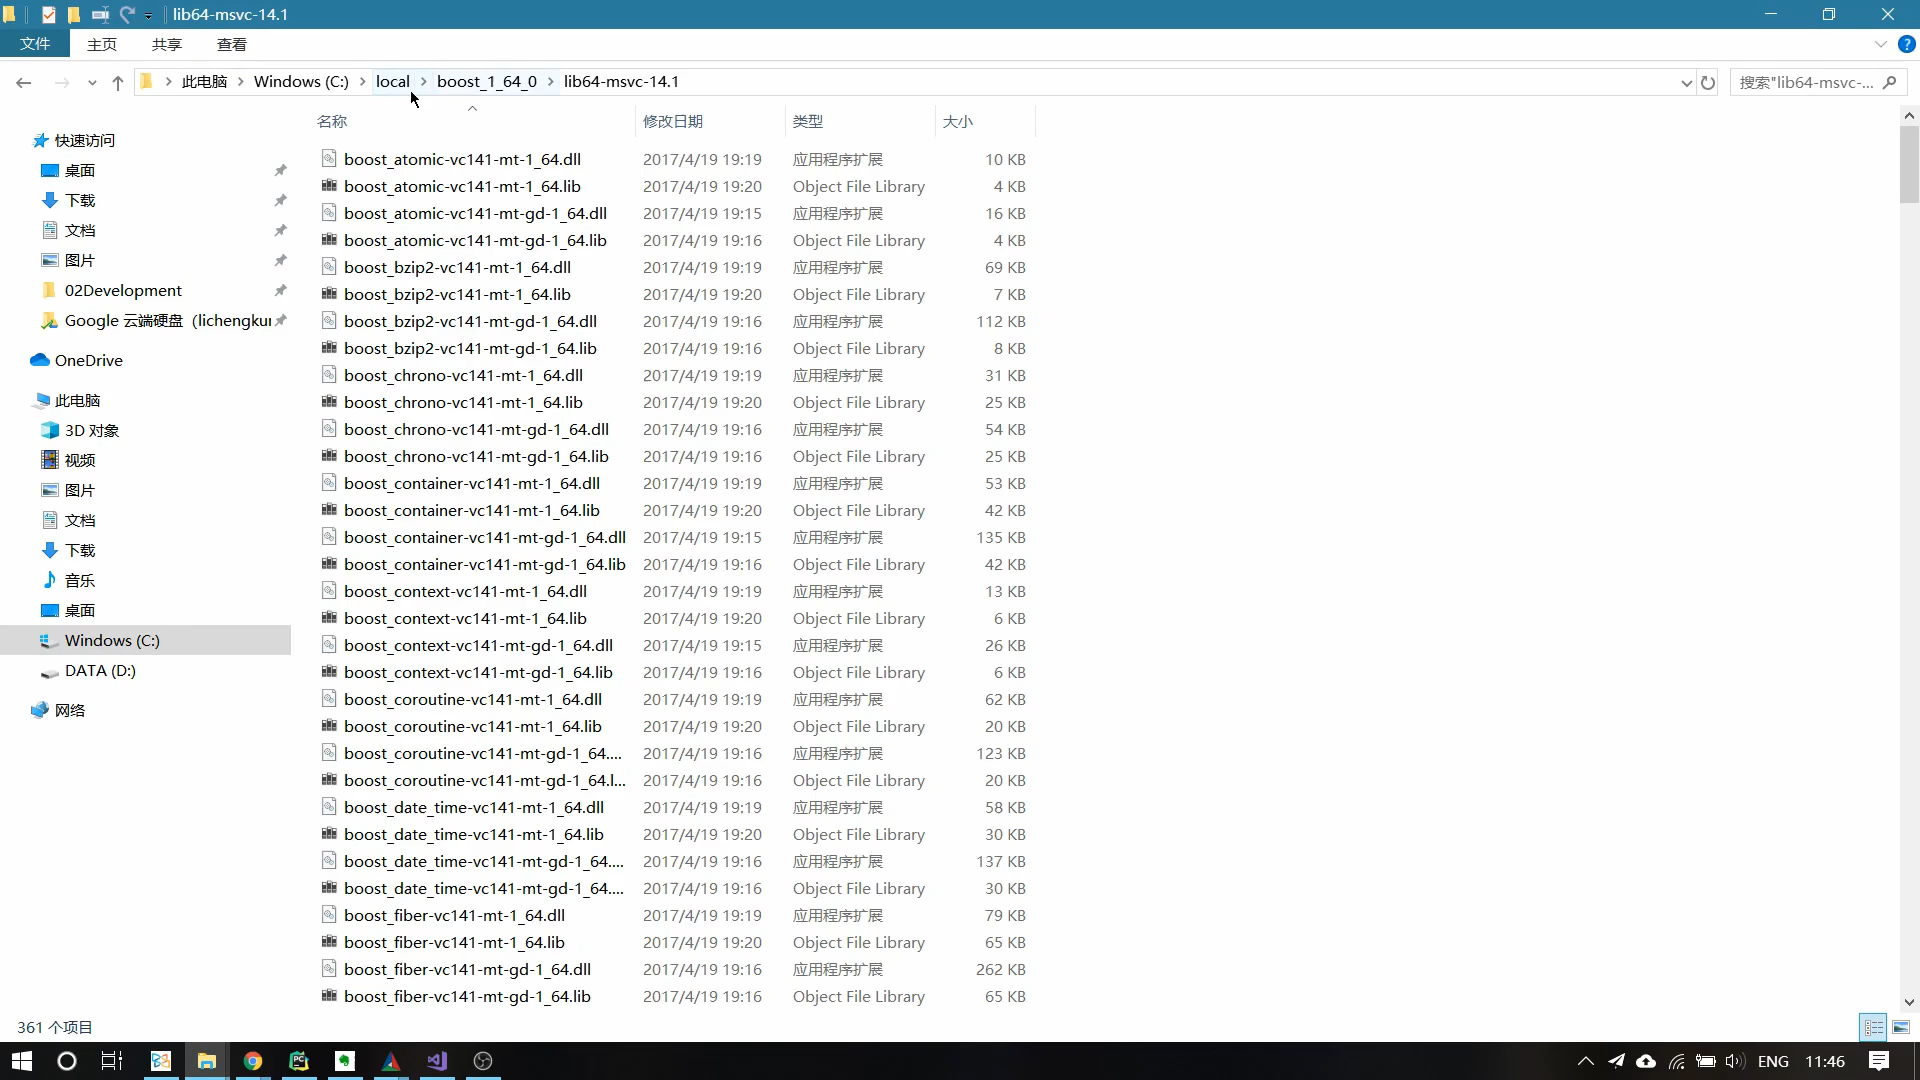 lib64-msvc-14.1
文件 主页 共享 查看
此电脑 Windows (C:) local boost_1_64_0 lib64-msvc-14.1
搜索"lib64-msvc-...
名称 修改日期 类型 大小
快速访问
桌面
下载
文档
图片
02Development
Google 云端硬盘（lichengkun
OneDrive
此电脑
3D 对象
视频
图片
文档
下载
音乐
桌面
Windows (C:)
DATA (D:)
网络
boost_atomic-vc141-mt-1_64.dll 2017/4/19 19:19 应用程序扩展 10 KB
boost_atomic-vc141-mt-1_64.lib 2017/4/19 19:20 Object File Library 4 KB
boost_atomic-vc141-mt-gd-1_64.dll 2017/4/19 19:15 应用程序扩展 16 KB
boost_atomic-vc141-mt-gd-1_64.lib 2017/4/19 19:16 Object File Library 4 KB
boost_bzip2-vc141-mt-1_64.dll 2017/4/19 19:19 应用程序扩展 69 KB
boost_bzip2-vc141-mt-1_64.lib 2017/4/19 19:20 Object File Library 7 KB
boost_bzip2-vc141-mt-gd-1_64.dll 2017/4/19 19:16 应用程序扩展 112 KB
boost_bzip2-vc141-mt-gd-1_64.lib 2017/4/19 19:16 Object File Library 8 KB
boost_chrono-vc141-mt-1_64.dll 2017/4/19 19:19 应用程序扩展 31 KB
boost_chrono-vc141-mt-1_64.lib 2017/4/19 19:20 Object File Library 25 KB
boost_chrono-vc141-mt-gd-1_64.dll 2017/4/19 19:16 应用程序扩展 54 KB
boost_chrono-vc141-mt-gd-1_64.lib 2017/4/19 19:16 Object File Library 25 KB
boost_container-vc141-mt-1_64.dll 2017/4/19 19:19 应用程序扩展 53 KB
boost_container-vc141-mt-1_64.lib 2017/4/19 19:20 Object File Library 42 KB
boost_container-vc141-mt-gd-1_64.dll 2017/4/19 19:15 应用程序扩展 135 KB
boost_container-vc141-mt-gd-1_64.lib 2017/4/19 19:16 Object File Library 42 KB
boost_context-vc141-mt-1_64.dll 2017/4/19 19:19 应用程序扩展 13 KB
boost_context-vc141-mt-1_64.lib 2017/4/19 19:20 Object File Library 6 KB
boost_context-vc141-mt-gd-1_64.dll 2017/4/19 19:15 应用程序扩展 26 KB
boost_context-vc141-mt-gd-1_64.lib 2017/4/19 19:16 Object File Library 6 KB
boost_coroutine-vc141-mt-1_64.dll 2017/4/19 19:19 应用程序扩展 62 KB
boost_coroutine-vc141-mt-1_64.lib 2017/4/19 19:20 Object File Library 20 KB
boost_coroutine-vc141-mt-gd-1_64.... 2017/4/19 19:16 应用程序扩展 123 KB
boost_coroutine-vc141-mt-gd-1_64.l... 2017/4/19 19:16 Object File Library 20 KB
boost_date_time-vc141-mt-1_64.dll 2017/4/19 19:19 应用程序扩展 58 KB
boost_date_time-vc141-mt-1_64.lib 2017/4/19 19:20 Object File Library 30 KB
boost_date_time-vc141-mt-gd-1_64.... 2017/4/19 19:16 应用程序扩展 137 KB
boost_date_time-vc141-mt-gd-1_64.... 2017/4/19 19:16 Object File Library 30 KB
boost_fiber-vc141-mt-1_64.dll 2017/4/19 19:19 应用程序扩展 79 KB
boost_fiber-vc141-mt-1_64.lib 2017/4/19 19:20 Object File Library 65 KB
boost_fiber-vc141-mt-gd-1_64.dll 2017/4/19 19:16 应用程序扩展 262 KB
boost_fiber-vc141-mt-gd-1_64.lib 2017/4/19 19:16 Object File Library 65 KB
361 个项目
ENG 11:46